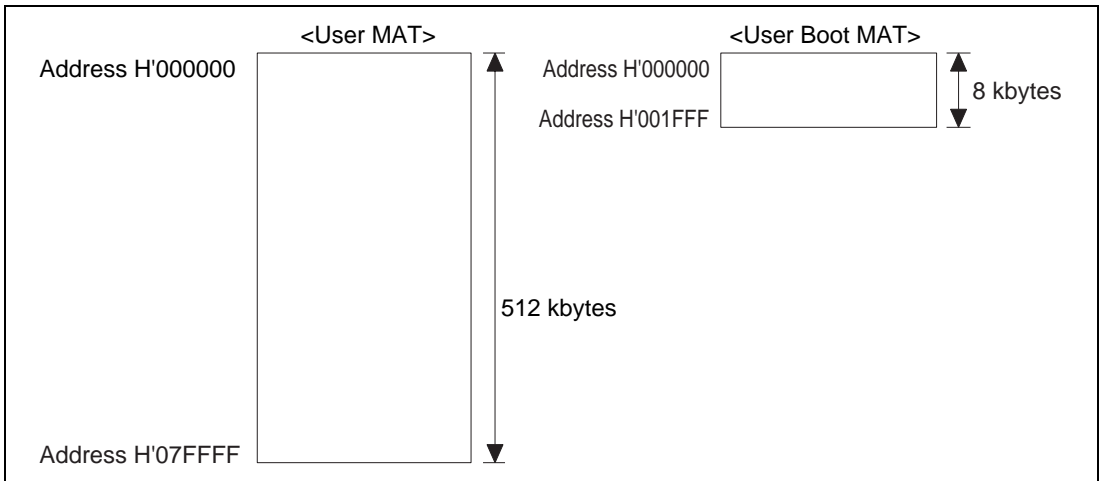 <User MAT>
Address H'000000
512 kbytes
Address H'07FFFF
<User Boot MAT>
Address H'000000
8 kbytes
Address H'001FFF